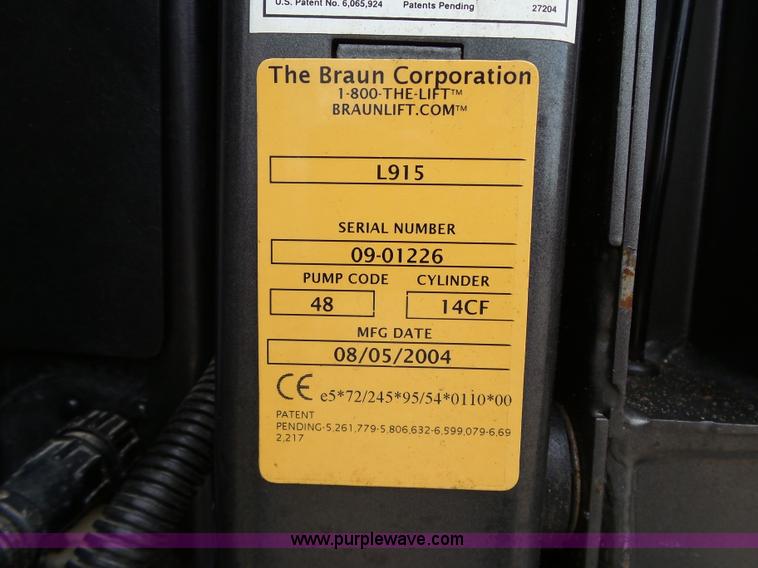 U.S. Patent No. 6,065,924 Patents Pending 27204
The Braun Corporation
1-800-THE-LIFT™
BRAUNLIFT.COM™
L915
SERIAL NUMBER
09-01226
PUMP CODE CYLINDER
48 14CF
MFG DATE
08/05/2004
CE e5*72/245*95/54*0110*00
PATENT
PENDING-5,261,779-5,806,632-6,599,079-6,69
2,217
www.purplewave.com